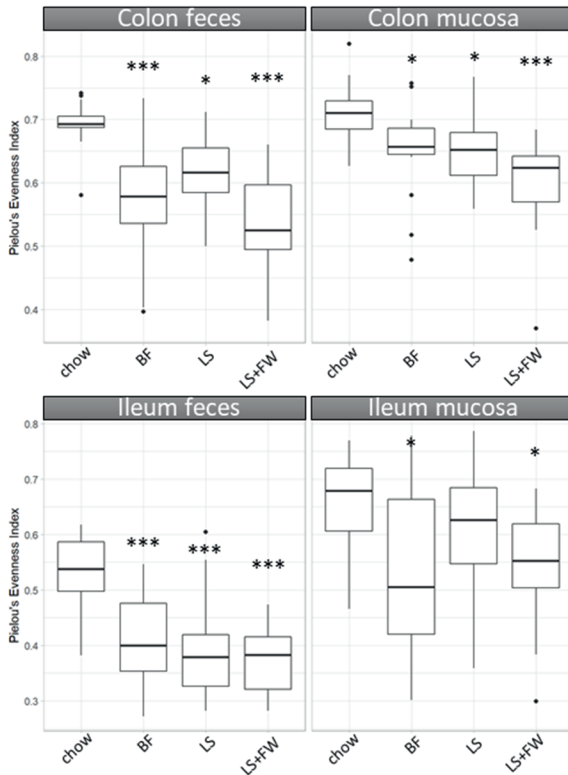 Colon feces Colon mucosa
Pielou's Evenness Index
0.8
0.7
0.6
0.5
0.4
*** * ***
* * ***
chow BF LS LS+FW chow BF LS LS+FW
Ileum feces Ileum mucosa
Pielou's Evenness Index
0.8
0.7
0.6
0.5
0.4
0.3
*** *** ***
* *
chow BF LS LS+FW chow BF LS LS+FW